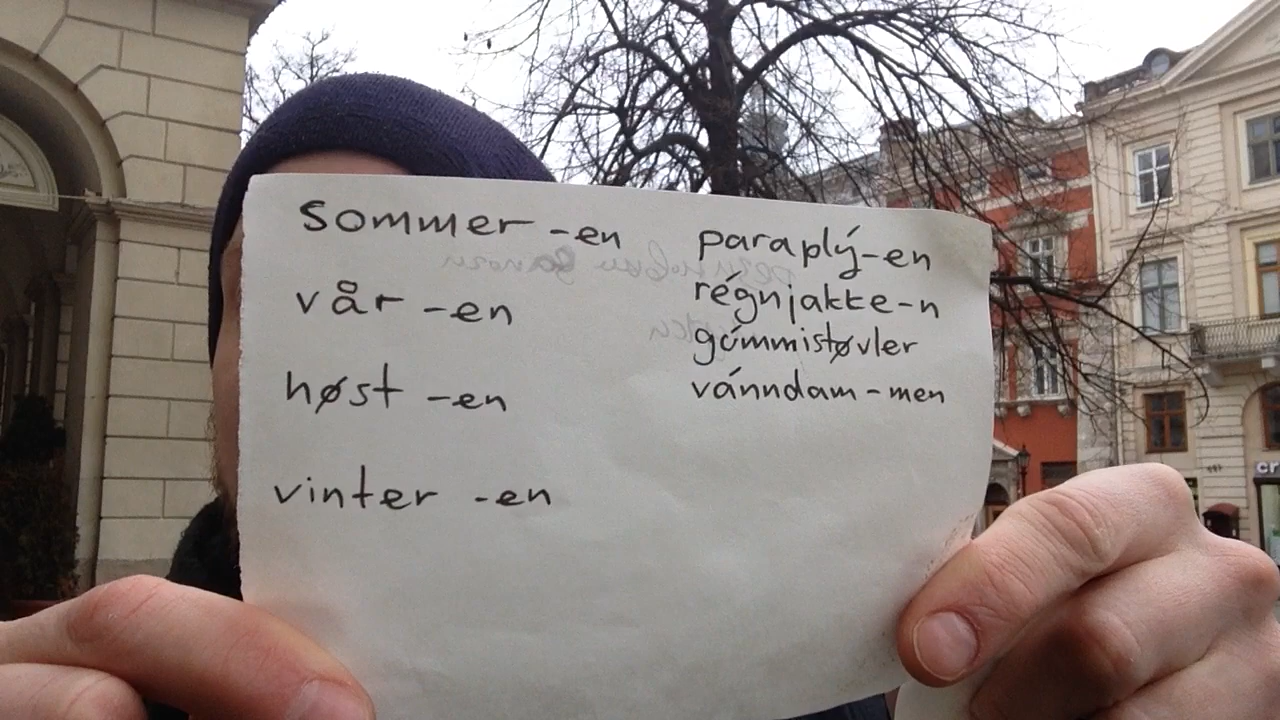 sommer -en
vår -en
høst -en
vinter -en
paraplý-en
régnjakke-n
gúmmistøvler
vánndam-men